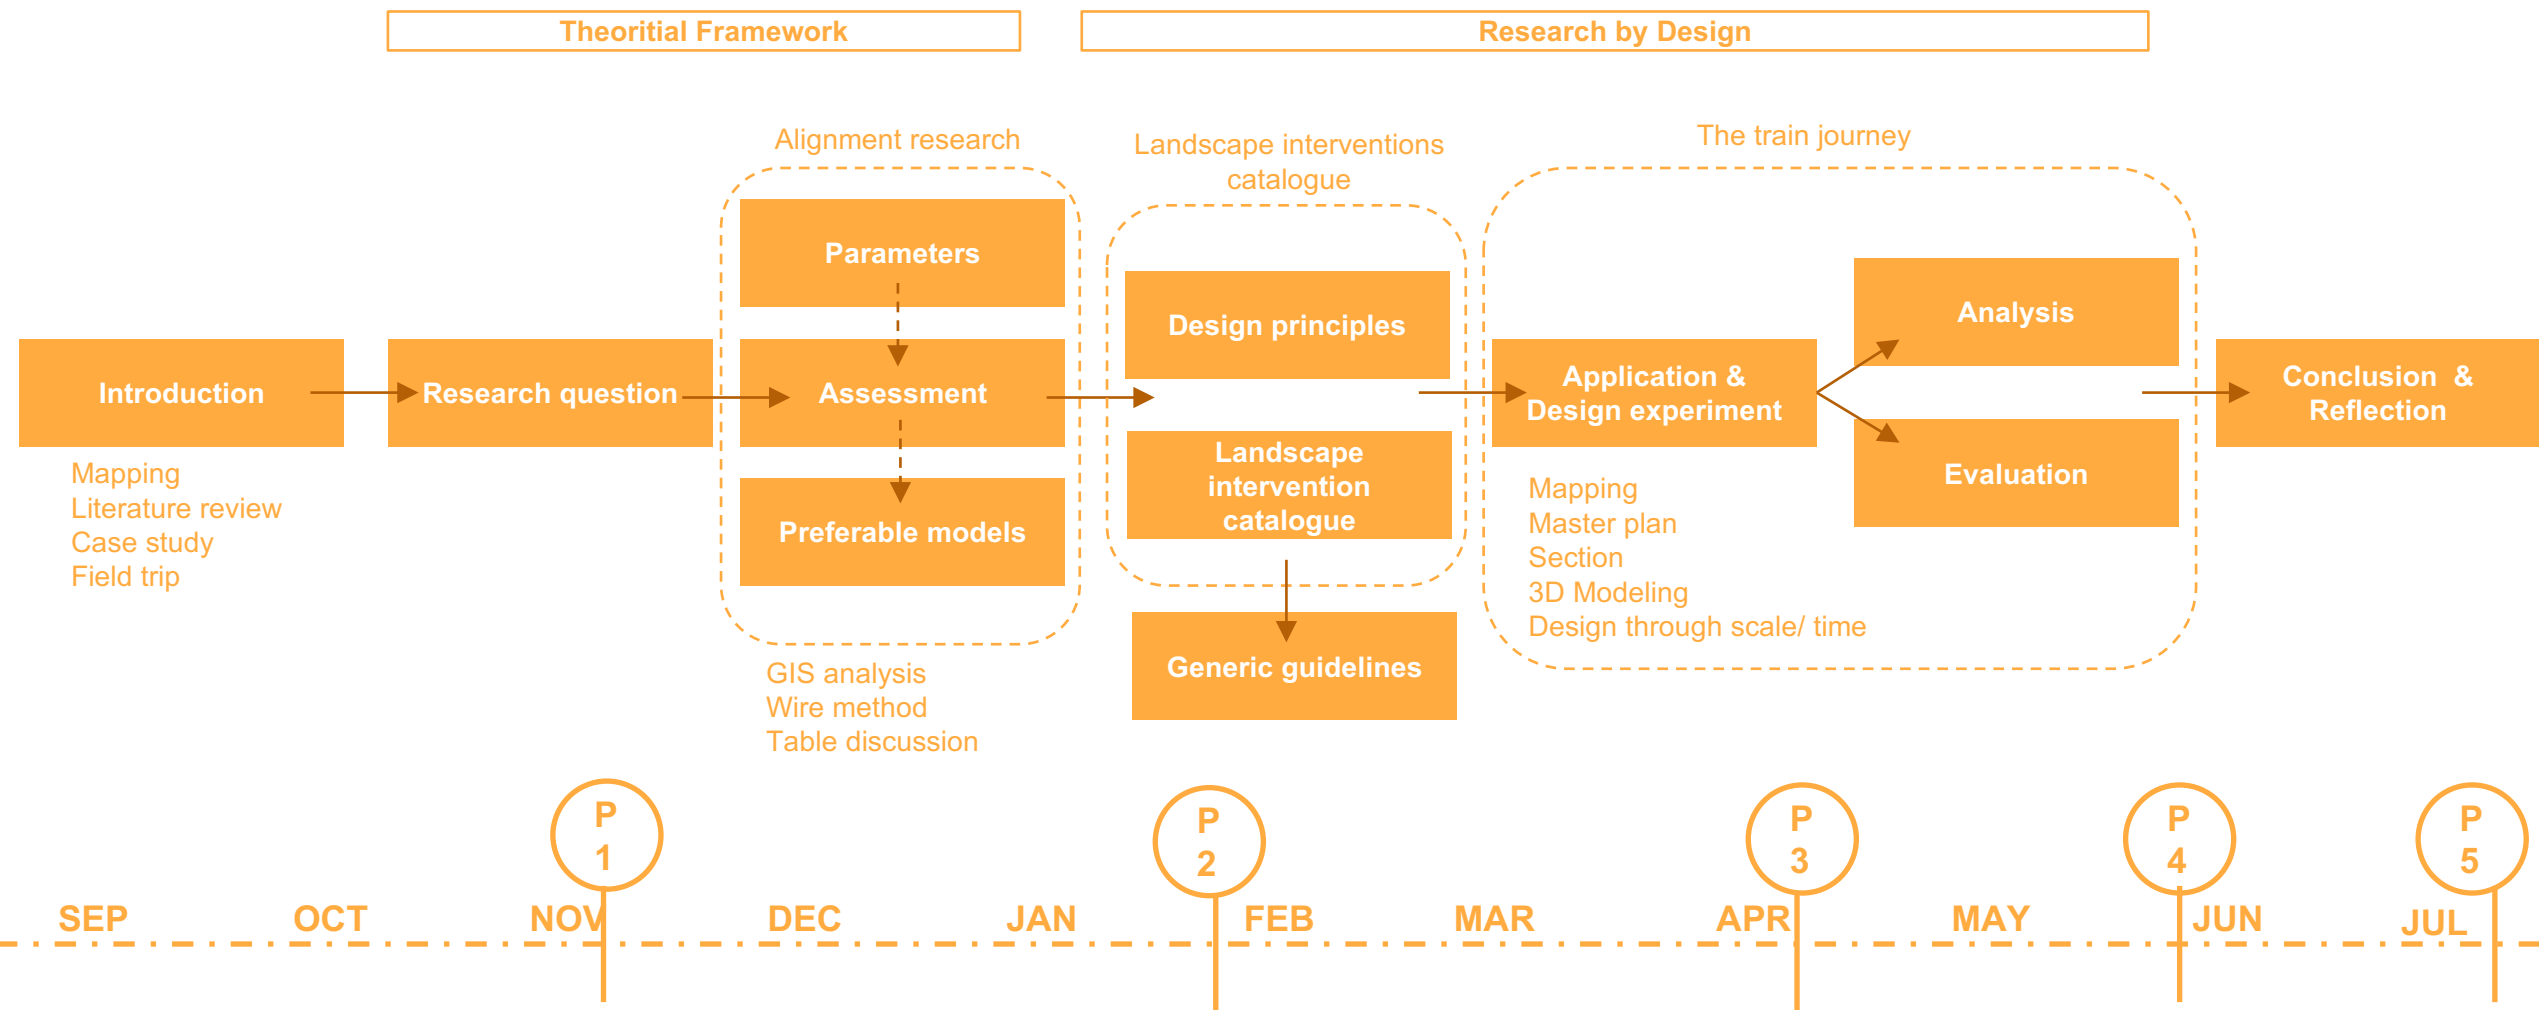 Theoritial Framework
Research by Design
Alignment research
Landscape interventions
catalogue
The train journey
Parameters
Design principles
Analysis
Introduction
Research question
Assessment
Application &
Design experiment
Conclusion & 
Reflection
Mapping
Literature review
Case study
Field trip
Preferable models
Landscape
intervention
catalogue
Evaluation
Mapping
Master plan
Section
3D Modeling
Design through scale/ time
GIS analysis
Wire method
Table discussion
Generic guidelines
P
1
P
2
P
3
P
4
P
5
SEP
OCT
NOV
DEC
JAN
FEB
MAR
APR
MAY
JUN
JUL